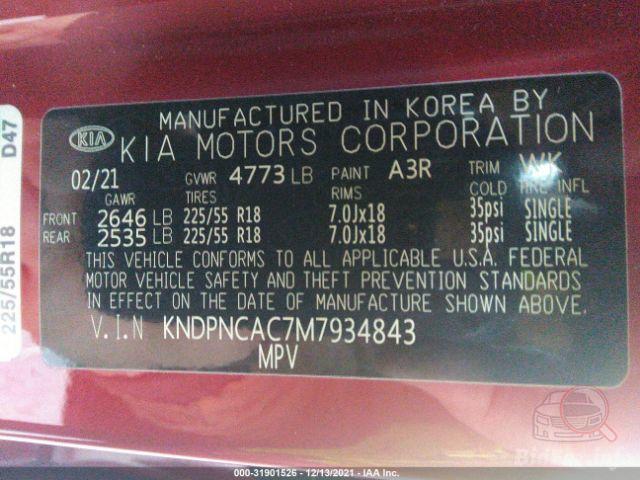 MANUFACTURED IN KOREA BY
KIA KIA MOTORS CORPORATION
02/21 GVWR 4773 LB PAINT A3R TRIM WK
GAWR TIRES RIMS COLD TIRE INFL
FRONT 2646 LB 225/55 R18 7.0Jx18 35psi SINGLE
REAR 2535 LB 225/55 R18 7.0Jx18 35psi SINGLE
THIS VEHICLE CONFORMS TO ALL APPLICABLE U.S.A. FEDERAL
MOTOR VEHICLE SAFETY AND THEFT PREVENTION STANDARDS
IN EFFECT ON THE DATE OF MANUFACTURE SHOWN ABOVE.
V.I.N KNDPNCAC7M7934843
MPV
225/55R18 D47
000-31901526 - 12/13/2021 - IAA Inc.